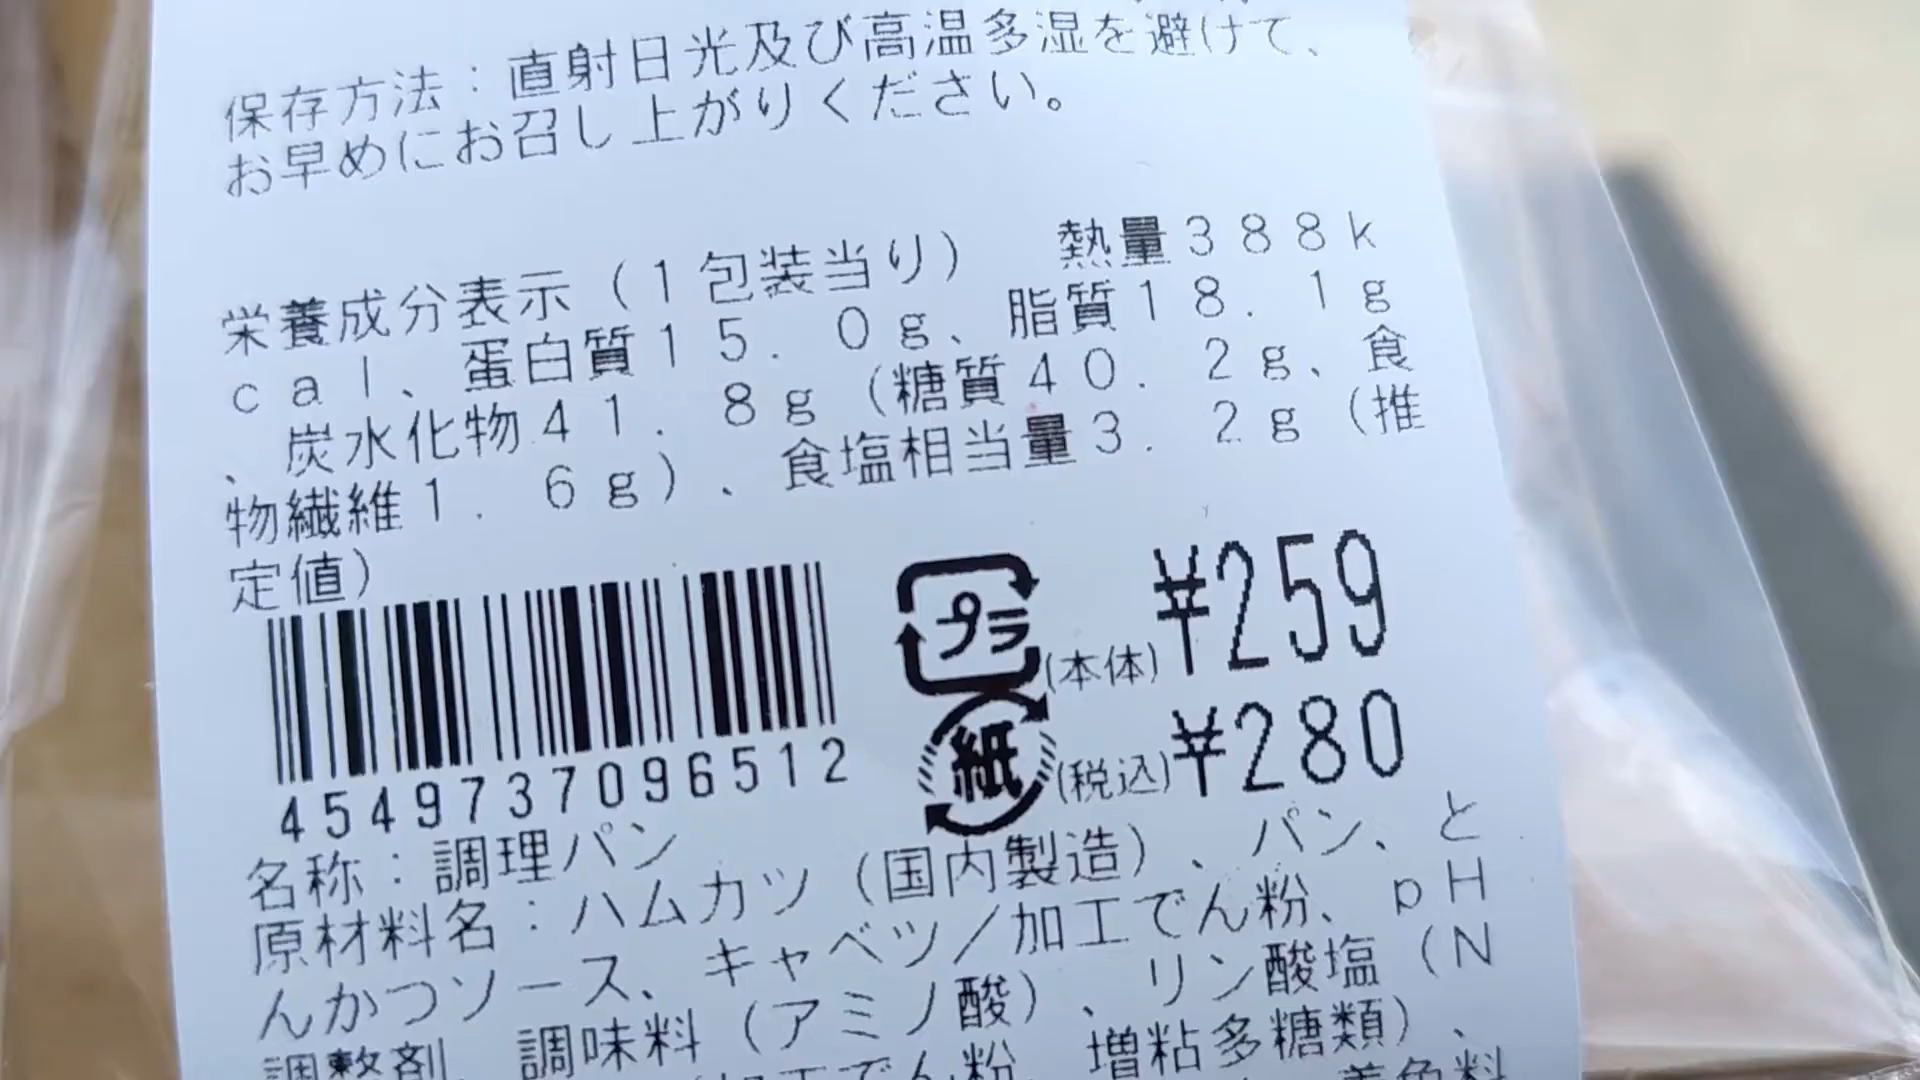 保存方法:直射日光及び高温多湿を避けて、
お早めにお召し上がりください。
栄養成分表示(1包装当り) 熱量388k
cal、蛋白質15.0g、脂質18.1g
、炭水化物41.8g(糖質40.2g、食
物繊維1.6g)、食塩相当量3.2g(推
定値)
プラ
(本体)¥259
紙
(税込)¥280
4549737096512
名称:調理パン
原材料名:ハムカツ(国内製造)、パン、と
んかつソース、キャベツ/加工でん粉、pH
調整剤、調味料(アミノ酸)、リン酸塩(N
加工でん粉、増粘多糖類)、
着色料